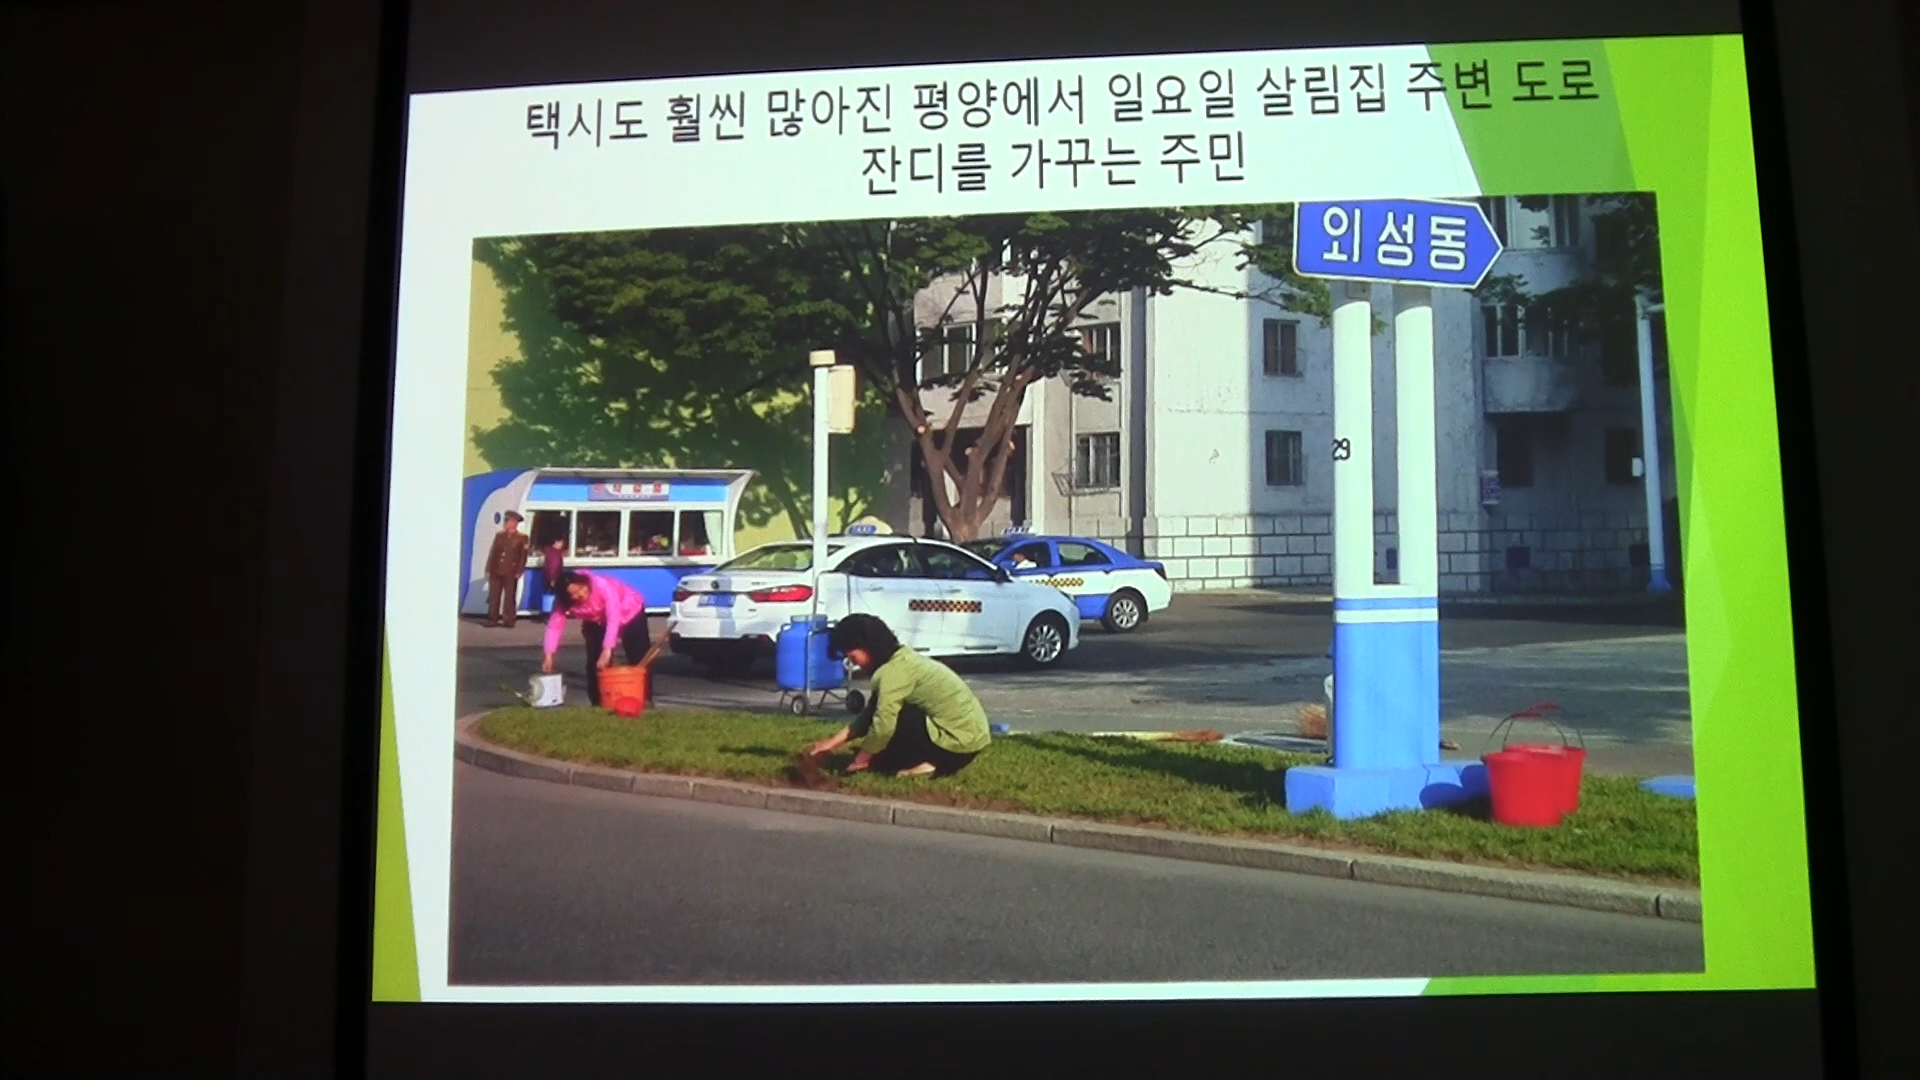 택시도 훨씬 많아진 평양에서 일요일 살림집 주변 도로
잔디를 가꾸는 주민
외성동
29